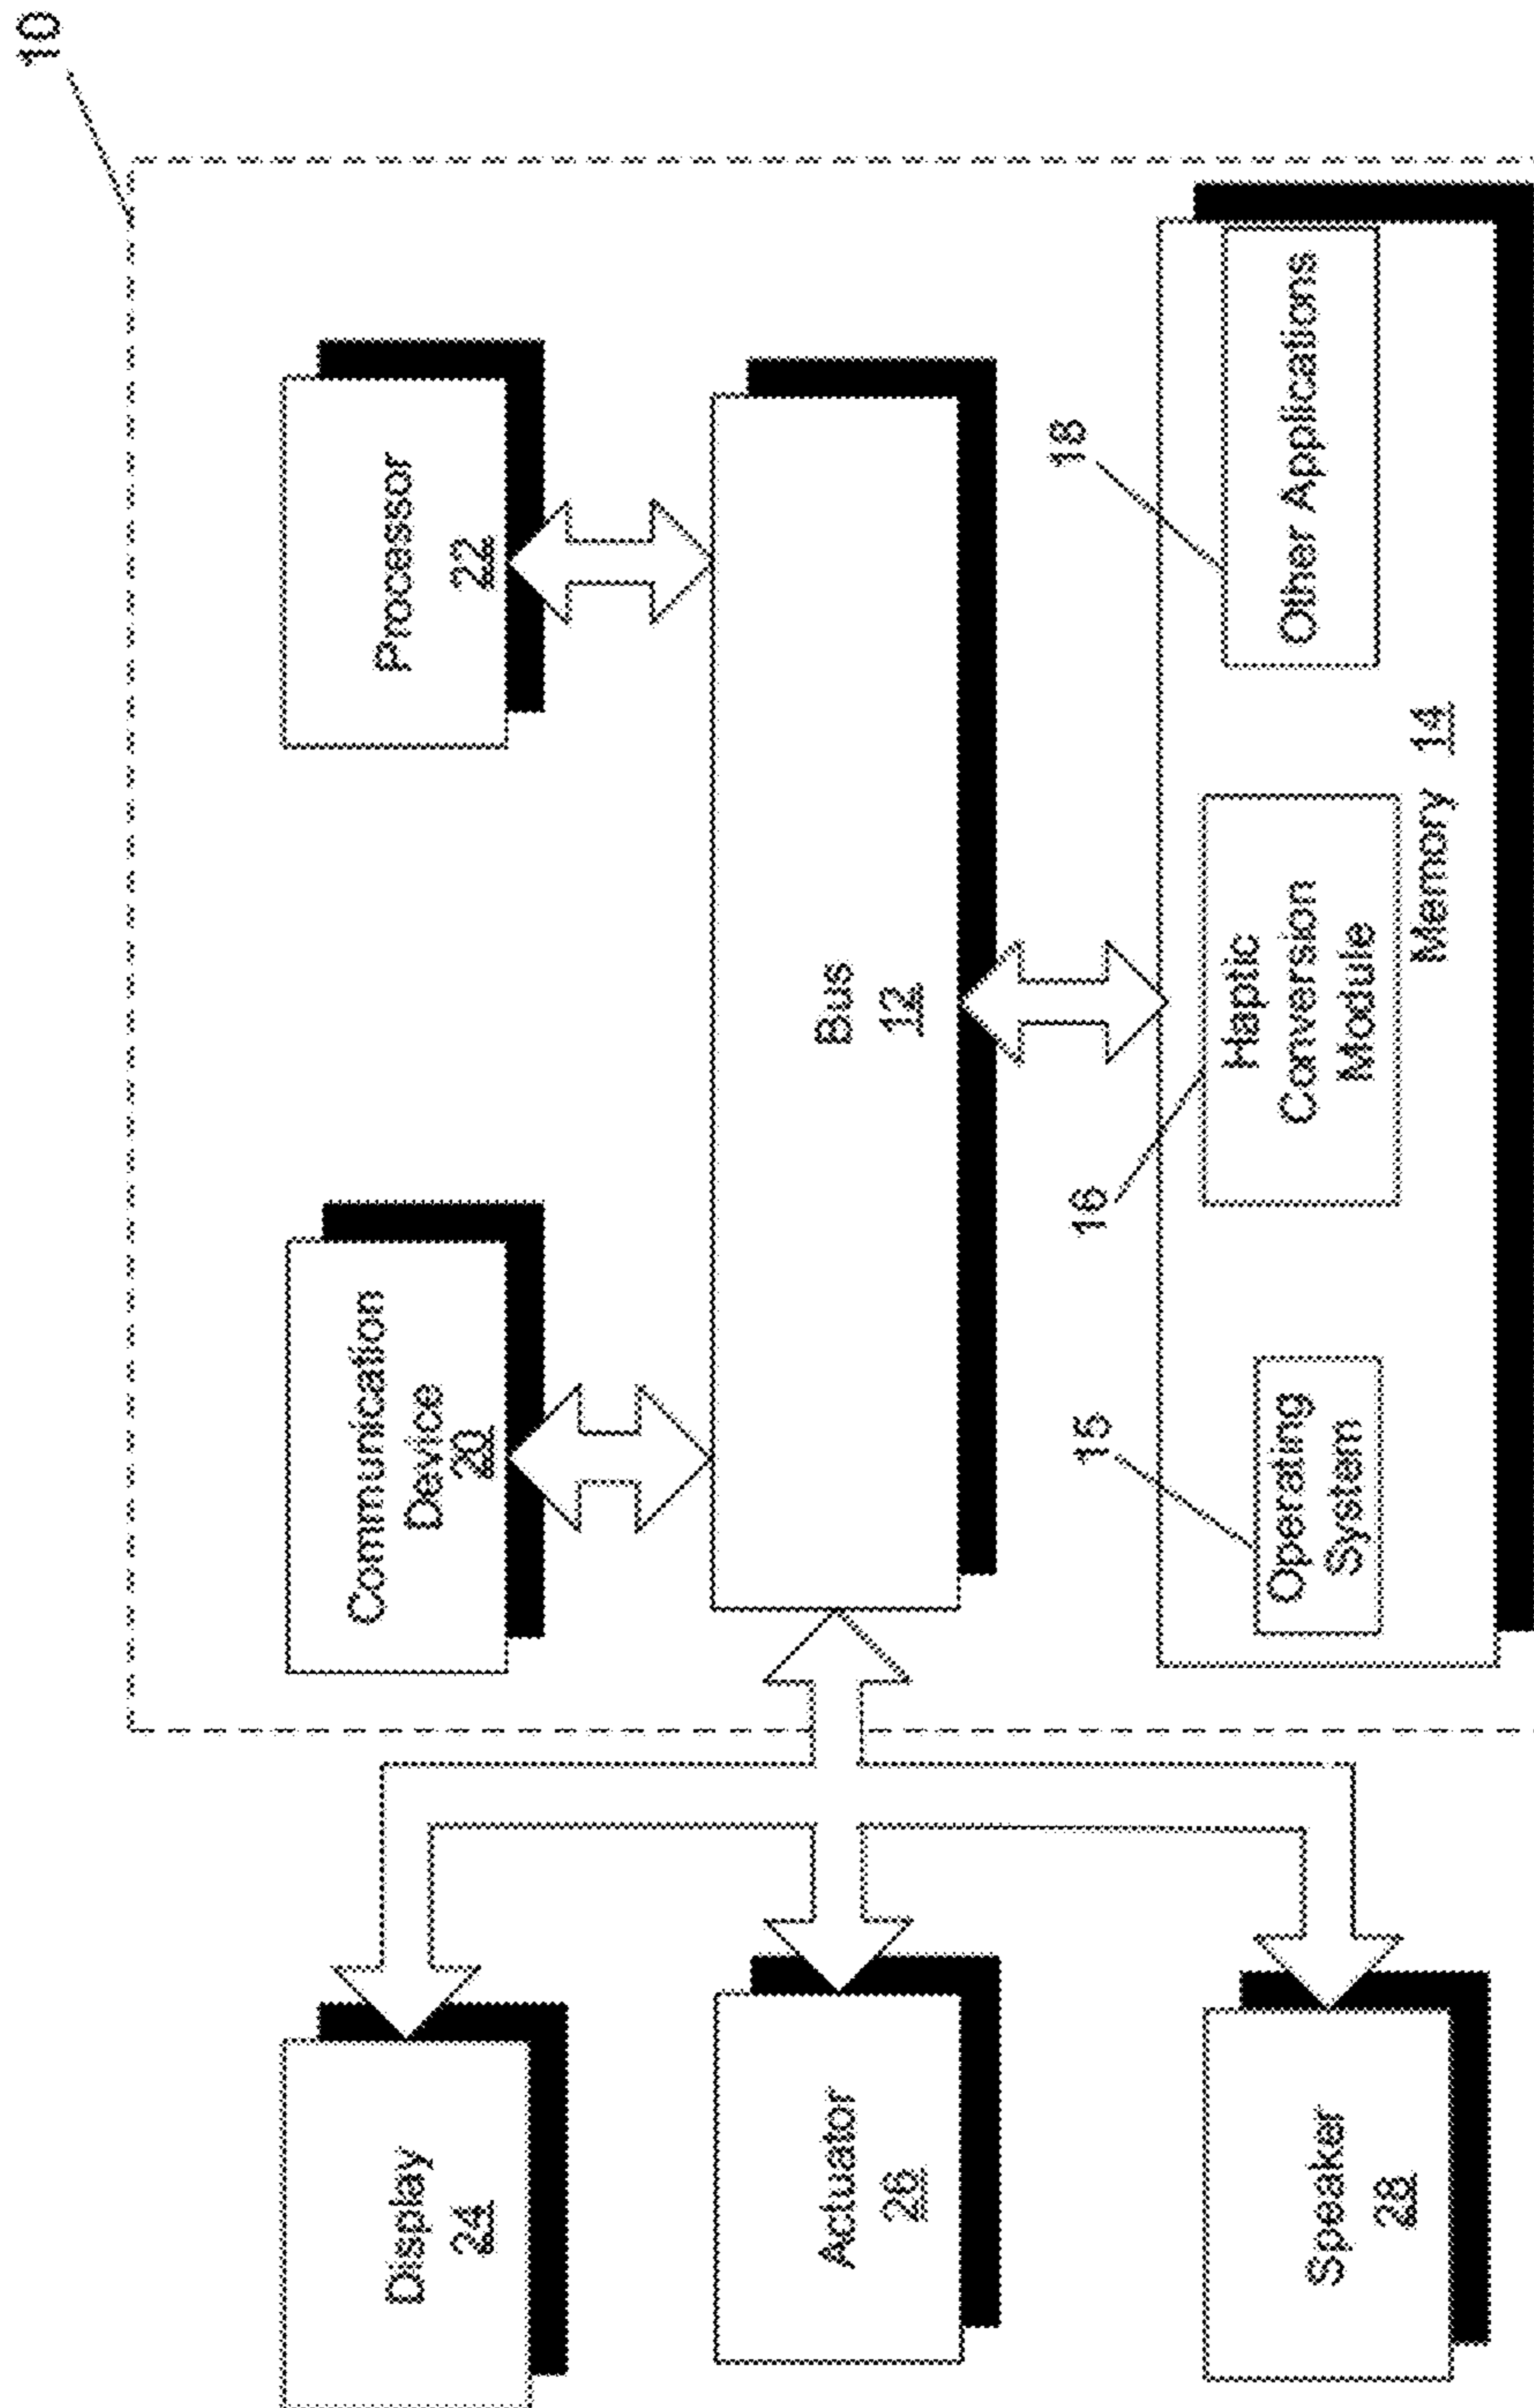 10
Display
24
Communication
Device
20
Processor
22
Actuator
26
Bus
12
Speaker
28
15
16
18
Operating
System
Haptic
Conversion
Module
Other Applications
Memory 14